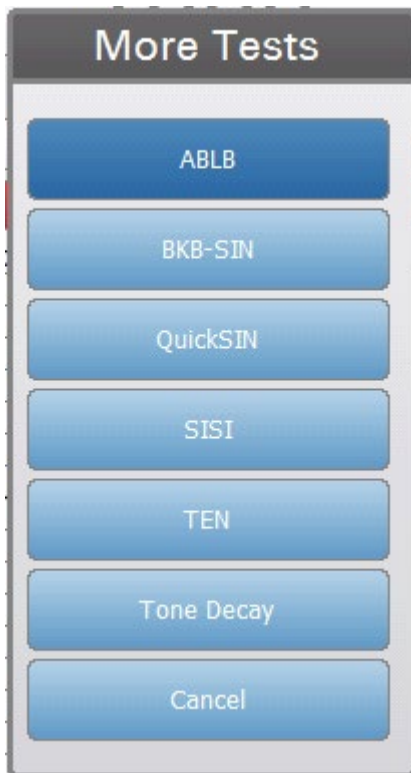 More Tests
ABLB
BKB-SIN
QuickSIN
SISI
TEN
Tone Decay
Cancel